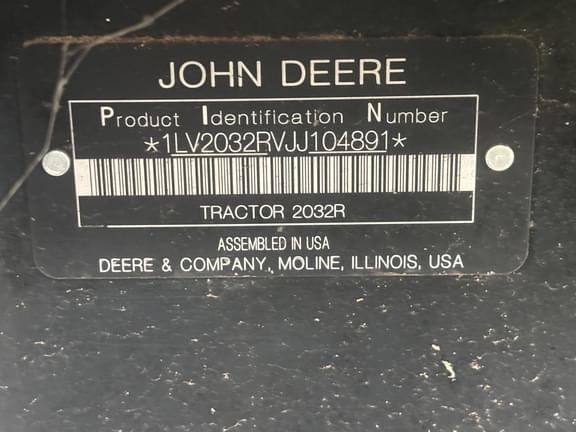 JOHN DEERE
Product Identification Number
*1LV2032RVJJ104891*
TRACTOR 2032R
ASSEMBLED IN USA
DEERE & COMPANY, MOLINE, ILLINOIS, USA